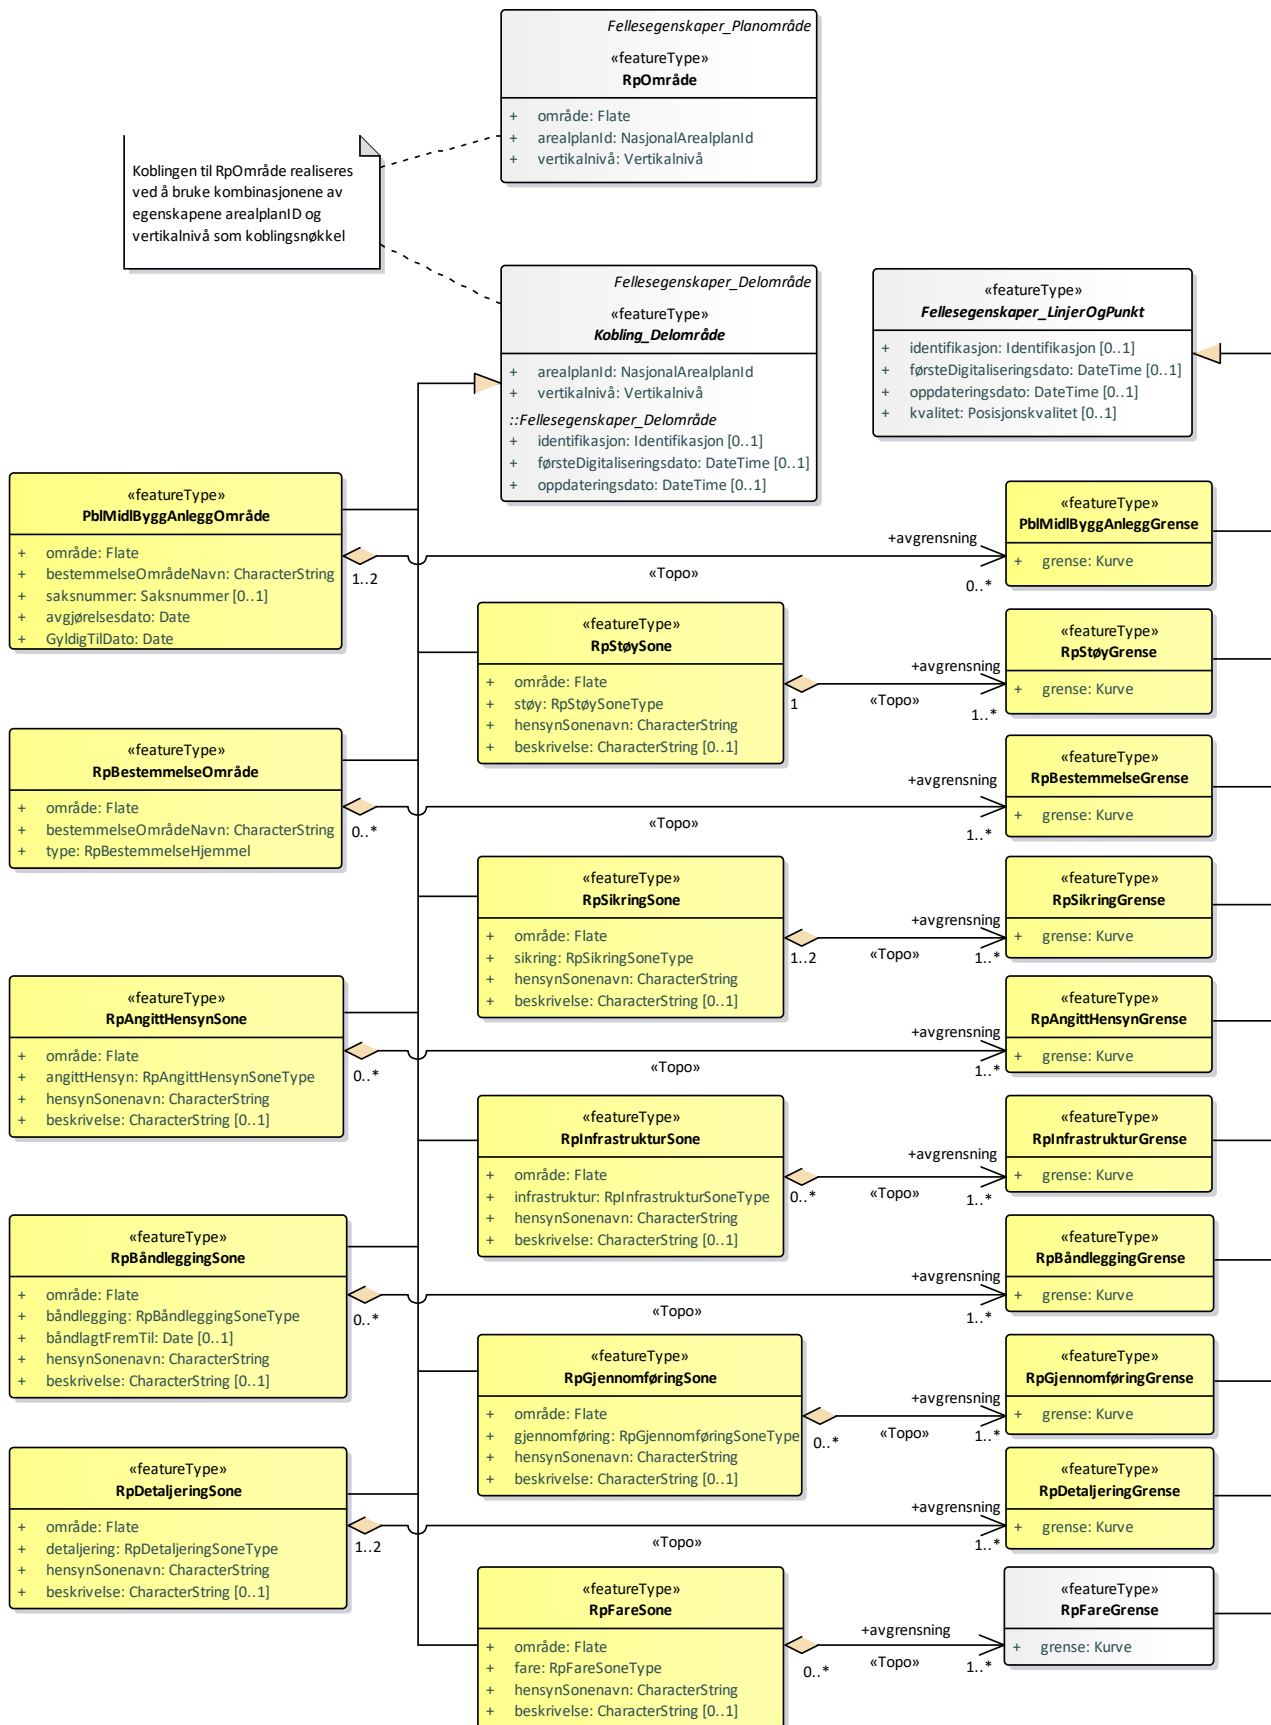 Fellesegenskaper_Planområde
«featureType»
RpOmråde
+ område: Flate
+ arealplanId: NasjonalArealplanId
+ vertikalnivå: Vertikalnivå
Koblingen til RpOmråde realiseres
ved å bruke kombinasjonene av
egenskapene arealplanID og
vertikalnivå som koblingsnøkkel
Fellesegenskaper_Delområde
«featureType»
Kobling_Delområde
+ arealplanId: NasjonalArealplanId
+ vertikalnivå: Vertikalnivå
::Fellesegenskaper_Delområde
+ identifikasjon: Identifikasjon [0..1]
+ førsteDigitaliseringsdato: DateTime [0..1]
+ oppdateringsdato: DateTime [0..1]
«featureType»
Fellesegenskaper_LinjerOgPunkt
+ identifikasjon: Identifikasjon [0..1]
+ førsteDigitaliseringsdato: DateTime [0..1]
+ oppdateringsdato: DateTime [0..1]
+ kvalitet: Posisjonskvalitet [0..1]
«featureType»
PblMidlByggAnleggOmråde
+ område: Flate
+ bestemmelseOmrådeNavn: CharacterString
+ saksnummer: Saksnummer [0..1]
+ avgjørelsesdato: Date
+ GyldigTilDato: Date
1..2
«Topo»
+avgrensning
0..*
«featureType»
PblMidlByggAnleggGrense
+ grense: Kurve
«featureType»
RpStøySone
+ område: Flate
+ støy: RpStøySoneType
+ hensynSonenavn: CharacterString
+ beskrivelse: CharacterString [0..1]
1
«Topo»
+avgrensning
1..*
«featureType»
RpStøyGrense
+ grense: Kurve
«featureType»
RpBestemmelseOmråde
+ område: Flate
+ bestemmelseOmrådeNavn: CharacterString
+ type: RpBestemmelseHjemmel
0..*
«Topo»
+avgrensning
1..*
«featureType»
RpBestemmelseGrense
+ grense: Kurve
«featureType»
RpSikringSone
+ område: Flate
+ sikring: RpSikringSoneType
+ hensynSonenavn: CharacterString
+ beskrivelse: CharacterString [0..1]
1..2
«Topo»
+avgrensning
1..*
«featureType»
RpSikringGrense
+ grense: Kurve
«featureType»
RpAngittHensynSone
+ område: Flate
+ angittHensyn: RpAngittHensynSoneType
+ hensynSonenavn: CharacterString
+ beskrivelse: CharacterString [0..1]
0..*
«Topo»
+avgrensning
1..*
«featureType»
RpAngittHensynGrense
+ grense: Kurve
«featureType»
RpInfrastrukturSone
+ område: Flate
+ infrastruktur: RpInfrastrukturSoneType
+ hensynSonenavn: CharacterString
+ beskrivelse: CharacterString [0..1]
0..*
«Topo»
+avgrensning
1..*
«featureType»
RpInfrastrukturGrense
+ grense: Kurve
«featureType»
RpBåndleggingSone
+ område: Flate
+ båndlegging: RpBåndleggingSoneType
+ båndlagtFremTil: Date [0..1]
+ hensynSonenavn: CharacterString
+ beskrivelse: CharacterString [0..1]
0..*
«Topo»
+avgrensning
1..*
«featureType»
RpBåndleggingGrense
+ grense: Kurve
«featureType»
RpGjennomføringSone
+ område: Flate
+ gjennomføring: RpGjennomføringSoneType
+ hensynSonenavn: CharacterString
+ beskrivelse: CharacterString [0..1]
0..*
«Topo»
+avgrensning
1..*
«featureType»
RpGjennomføringGrense
+ grense: Kurve
«featureType»
RpDetaljeringSone
+ område: Flate
+ detaljering: RpDetaljeringSoneType
+ hensynSonenavn: CharacterString
+ beskrivelse: CharacterString [0..1]
1..2
«Topo»
+avgrensning
1..*
«featureType»
RpDetaljeringGrense
+ grense: Kurve
«featureType»
RpFareSone
+ område: Flate
+ fare: RpFareSoneType
+ hensynSonenavn: CharacterString
+ beskrivelse: CharacterString [0..1]
0..*
«Topo»
+avgrensning
1..*
«featureType»
RpFareGrense
+ grense: Kurve